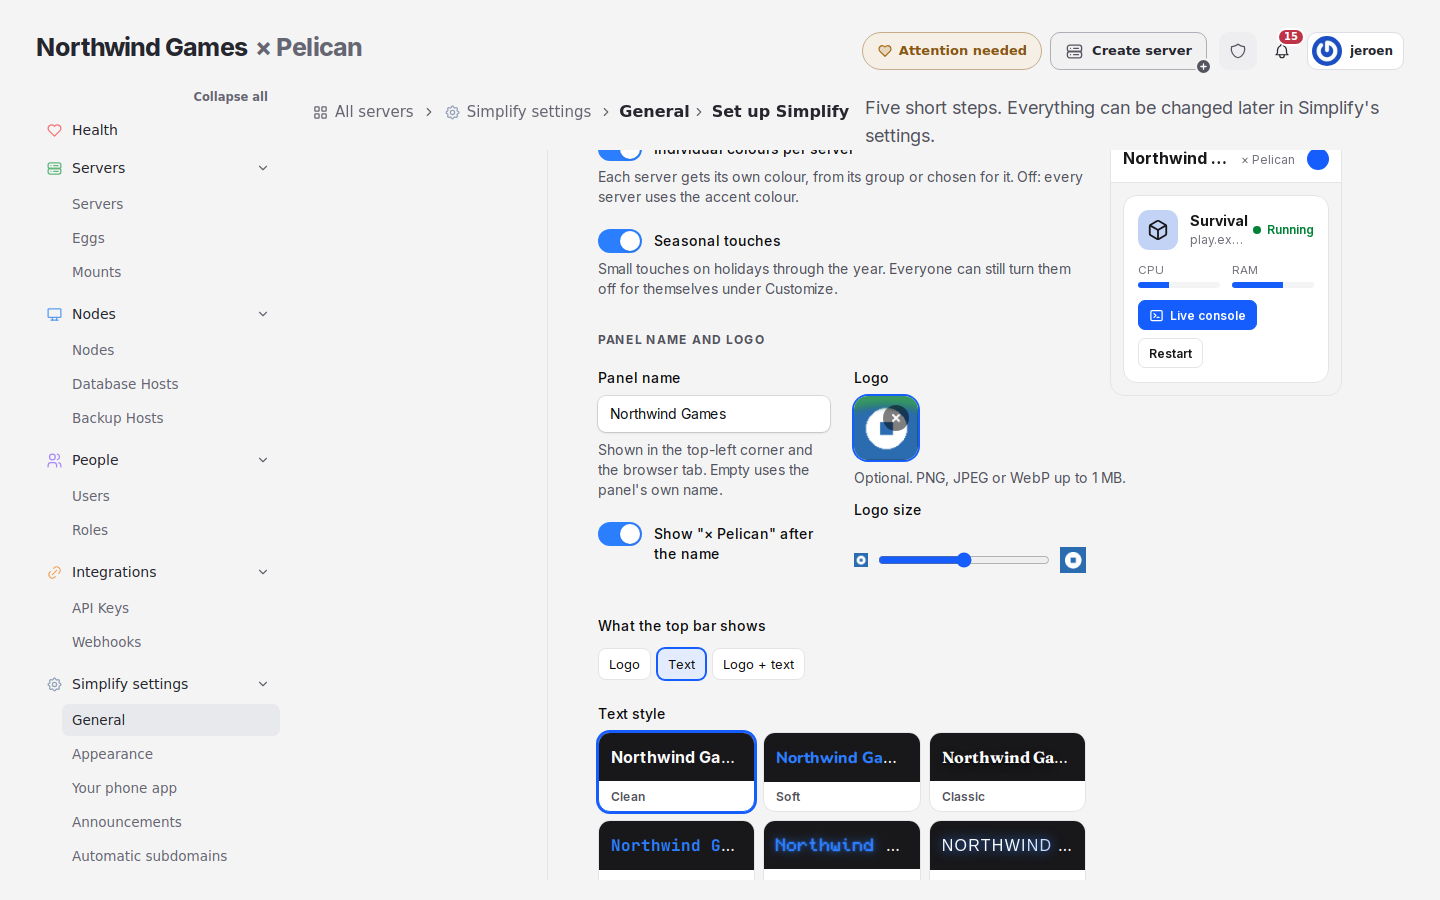 Northwind Games × Pelican
Attention needed
Create server
15
jeroen
Collapse all
Health
Servers
Servers
Eggs
Mounts
Nodes
Nodes
Database Hosts
Backup Hosts
People
Users
Roles
Integrations
API Keys
Webhooks
Simplify settings
General
Appearance
Your phone app
Announcements
Automatic subdomains
All servers > Simplify settings > General > Set up Simplify
Five short steps. Everything can be changed later in Simplify's
settings.
Individual colours per server
Each server gets its own colour, from its group or chosen for it. Off: every
server uses the accent colour.
Seasonal touches
Small touches on holidays through the year. Everyone can still turn them
off for themselves under Customize.
PANEL NAME AND LOGO
Panel name
Northwind Games
Shown in the top-left corner and
the browser tab. Empty uses the
panel's own name.
Show "× Pelican" after
the name
Logo
Optional. PNG, JPEG or WebP up to 1 MB.
Logo size
What the top bar shows
Logo
Text
Logo + text
Text style
Northwind Ga...
Clean
Northwind Ga...
Soft
Northwind Ga...
Classic
Northwind G...
Northwind ...
NORTHWIND ...
Northwind ... × Pelican
Survival
play.ex...
Running
CPU
RAM
Live console
Restart